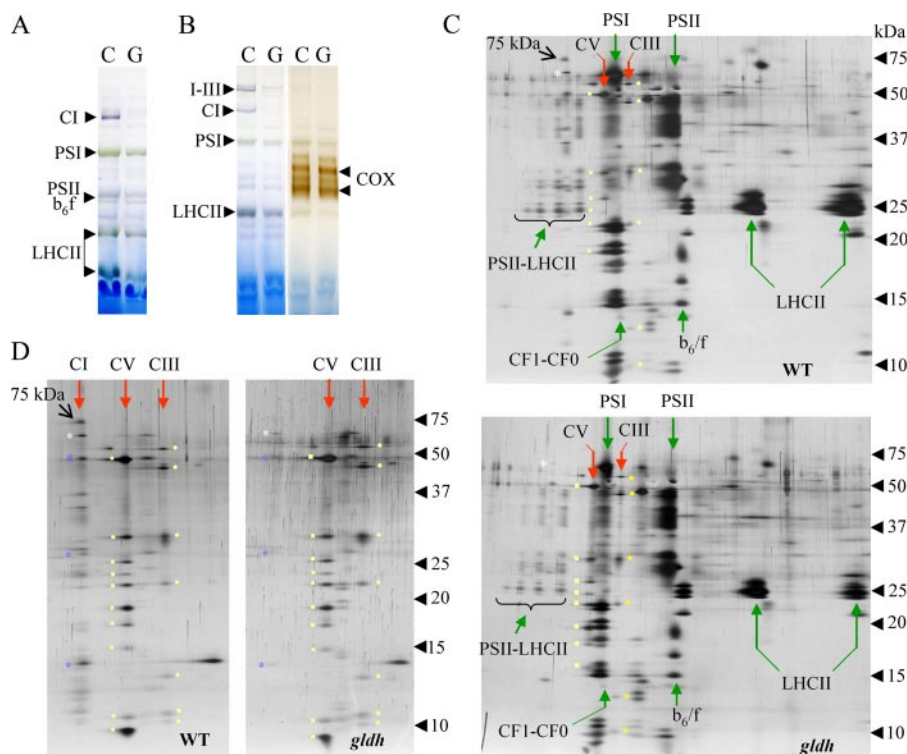 A
C G
CI
PSI
PSII
b6f
LHCII
B
C G
I-III
CI
PSI
LHCII
COX
C
PSI PSII
CV CIII kDa
75 kDa
75
50
37
25
20
15
10
PSII-LHCII
LHCII
CF1-CF0
b6/f
WT
D
CI CV CIII
75 kDa
WT
CV CIII
75
50
37
25
20
15
10
gldh
PSI PSII
CV CIII
75
50
37
25
20
15
10
PSII-LHCII
LHCII
CF1-CF0
b6/f
gldh